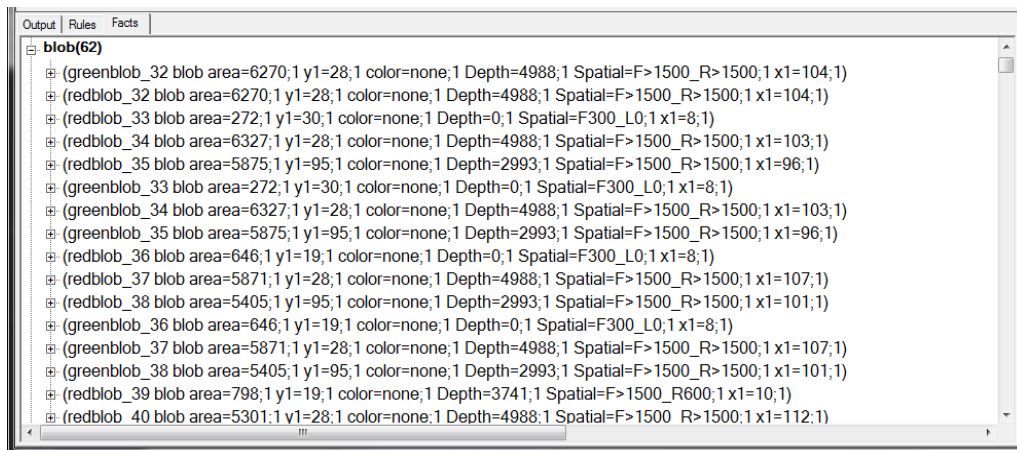 Output Rules Facts
blob(62)
(greenblob_32 blob area=6270;1 y1=28;1 color=none;1 Depth=4988;1 Spatial=F>1500_R>1500;1 x1=104;1)
(redblob_32 blob area=6270;1 y1=28;1 color=none;1 Depth=4988;1 Spatial=F>1500_R>1500;1 x1=104;1)
(redblob_33 blob area=272;1 y1=30;1 color=none;1 Depth=0;1 Spatial=F300_L0;1 x1=8;1)
(redblob_34 blob area=6327;1 y1=28;1 color=none;1 Depth=4988;1 Spatial=F>1500_R>1500;1 x1=103;1)
(redblob_35 blob area=5875;1 y1=95;1 color=none;1 Depth=2993;1 Spatial=F>1500_R>1500;1 x1=96;1)
(greenblob_33 blob area=272;1 y1=30;1 color=none;1 Depth=0;1 Spatial=F300_L0;1 x1=8;1)
(greenblob_34 blob area=6327;1 y1=28;1 color=none;1 Depth=4988;1 Spatial=F>1500_R>1500;1 x1=103;1)
(greenblob_35 blob area=5875;1 y1=95;1 color=none;1 Depth=2993;1 Spatial=F>1500_R>1500;1 x1=96;1)
(redblob_36 blob area=646;1 y1=19;1 color=none;1 Depth=0;1 Spatial=F300_L0;1 x1=8;1)
(redblob_37 blob area=5871;1 y1=28;1 color=none;1 Depth=4988;1 Spatial=F>1500_R>1500;1 x1=107;1)
(redblob_38 blob area=5405;1 y1=95;1 color=none;1 Depth=2993;1 Spatial=F>1500_R>1500;1 x1=101;1)
(greenblob_36 blob area=646;1 y1=19;1 color=none;1 Depth=0;1 Spatial=F300_L0;1 x1=8;1)
(greenblob_37 blob area=5871;1 y1=28;1 color=none;1 Depth=4988;1 Spatial=F>1500_R>1500;1 x1=107;1)
(greenblob_38 blob area=5405;1 y1=95;1 color=none;1 Depth=2993;1 Spatial=F>1500_R>1500;1 x1=101;1)
(redblob_39 blob area=798;1 y1=19;1 color=none;1 Depth=3741;1 Spatial=F>1500_R600;1 x1=10;1)
(redblob_40 blob area=5301;1 y1=28;1 color=none;1 Depth=4988;1 Spatial=F>1500_R>1500;1 x1=112;1)